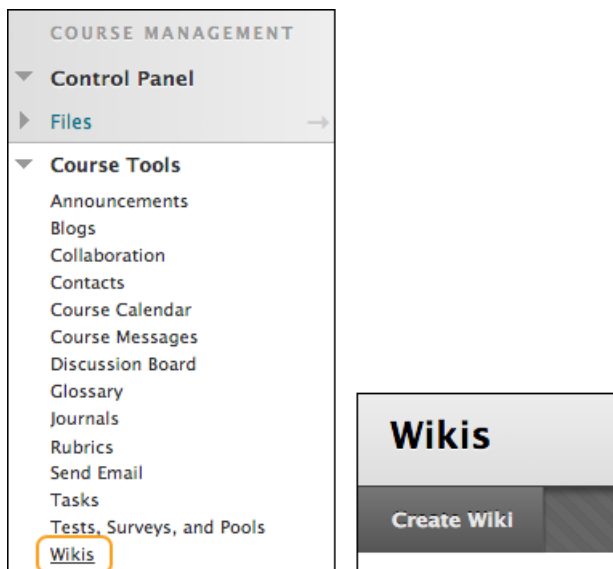 COURSE MANAGEMENT
Control Panel
Files
Course Tools
Announcements
Blogs
Collaboration
Contacts
Course Calendar
Course Messages
Discussion Board
Glossary
Journals
Rubrics
Send Email
Tasks
Tests, Surveys, and Pools
Wikis
Wikis
Create Wiki